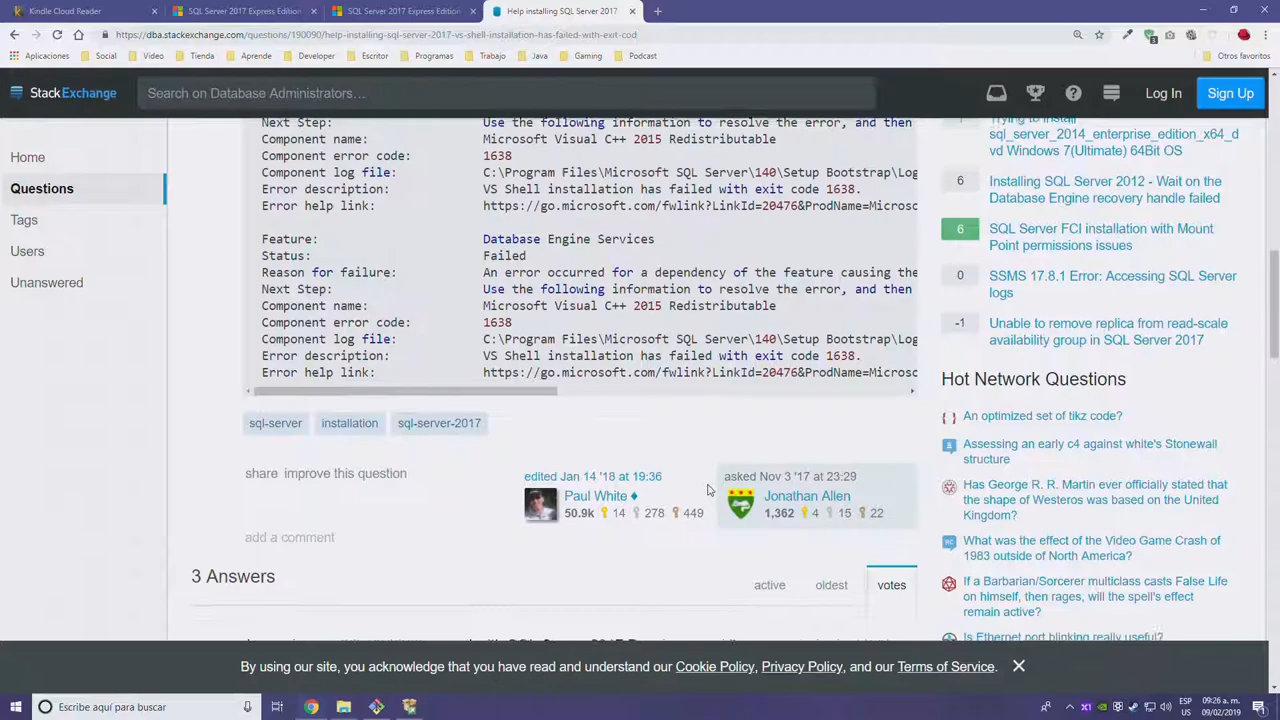 Kindle Cloud Reader
SQL Server 2017 Express Edition
SQL Server 2017 Express Edition
Help installing SQL Server 2017
https://dba.stackexchange.com/questions/190090/help-installing-sql-server-2017-vs-shell-installation-has-failed-with-exit-cod
Aplicaciones
Social
Video
Tienda
Aprende
Developer
Escritor
Programas
Trabajo
Java
Gaming
Podcast
Otros favoritos
StackExchange
Search on Database Administrators…
Log In
Sign Up
Home
Questions
Tags
Users
Unanswered
Next Step: Use the following information to resolve the error, and then
Component name: Microsoft Visual C++ 2015 Redistributable
Component error code: 1638
Component log file: C:\Program Files\Microsoft SQL Server\140\Setup Bootstrap\Log
Error description: VS Shell installation has failed with exit code 1638.
Error help link: https://go.microsoft.com/fwlink?LinkId=20476&ProdName=Microso
Feature: Database Engine Services
Status: Failed
Reason for failure: An error occurred for a dependency of the feature causing the
Next Step: Use the following information to resolve the error, and then
Component name: Microsoft Visual C++ 2015 Redistributable
Component error code: 1638
Component log file: C:\Program Files\Microsoft SQL Server\140\Setup Bootstrap\Log
Error description: VS Shell installation has failed with exit code 1638.
Error help link: https://go.microsoft.com/fwlink?LinkId=20476&ProdName=Microso
sql-server
installation
sql-server-2017
share improve this question
edited Jan 14 '18 at 19:36
Paul White ♦
50.9k 14 278 449
asked Nov 3 '17 at 23:29
Jonathan Allen
1,362 4 15 22
add a comment
3 Answers
active
oldest
votes
Trying to install
sql_server_2014_enterprise_edition_x64_d
vd Windows 7(Ultimate) 64Bit OS
6
Installing SQL Server 2012 - Wait on the
Database Engine recovery handle failed
6
SQL Server FCI installation with Mount
Point permissions issues
0
SSMS 17.8.1 Error: Accessing SQL Server
logs
-1
Unable to remove replica from read-scale
availability group in SQL Server 2017
Hot Network Questions
An optimized set of tikz code?
Assessing an early c4 against white's Stonewall
structure
Has George R. R. Martin ever officially stated that
the shape of Westeros was based on the United
Kingdom?
What was the effect of the Video Game Crash of
1983 outside of North America?
If a Barbarian/Sorcerer multiclass casts False Life
on himself, then rages, will the spell's effect
remain active?
Is Ethernet port blinking really useful?
By using our site, you acknowledge that you have read and understand our Cookie Policy, Privacy Policy, and our Terms of Service.
Escribe aquí para buscar
ESP
US
09:26 a. m.
09/02/2019